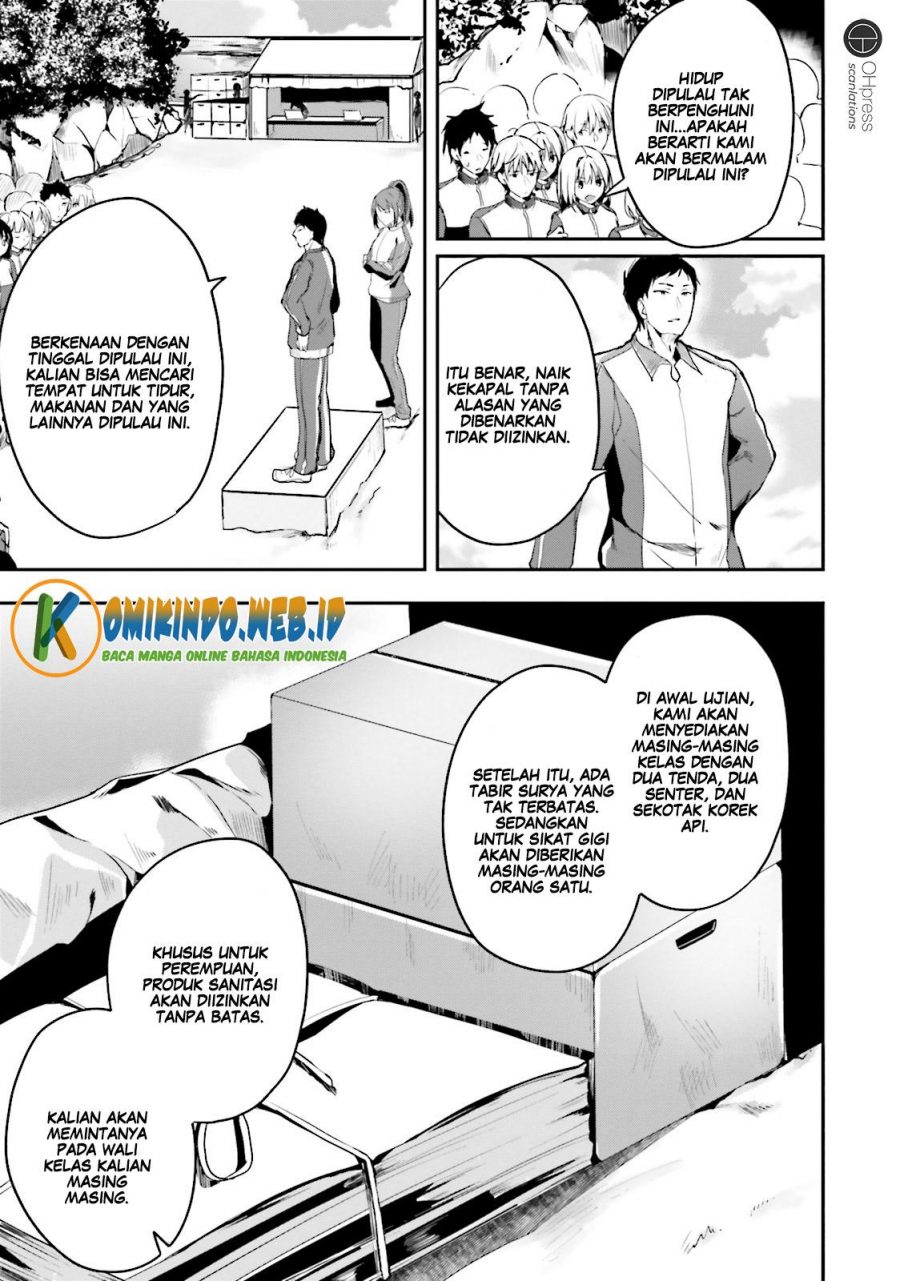 OHpress
scanlations
HIDUP
DIPULAU TAK
BERPENGHUNI
INI...APAKAH
BERARTI KAMI
AKAN BERMALAM
DIPULAU INI?
ITU BENAR, NAIK
KEKAPAL TANPA
ALASAN YANG
DIBENARKAN
TIDAK DIIZINKAN.
BERKENAAN DENGAN
TINGGAL DIPULAU INI,
KALIAN BISA MENCARI
TEMPAT UNTUK TIDUR,
MAKANAN DAN YANG
LAINNYA DIPULAU INI.
KOMIKINDO.WEB.ID
BACA MANGA ONLINE BAHASA INDONESIA
DI AWAL UJIAN,
KAMI AKAN
MENYEDIAKAN
MASING-MASING
KELAS DENGAN
DUA TENDA, DUA
SENTER, DAN
SEKOTAK KOREK
API.
SETELAH ITU, ADA
TABIR SURYA YANG
TAK TERBATAS.
SEDANGKAN
UNTUK SIKAT GIGI
AKAN DIBERIKAN
MASING-MASING
ORANG SATU.
KHUSUS UNTUK
PEREMPUAN,
PRODUK SANITASI
AKAN DIIZINKAN
TANPA BATAS.
KALIAN AKAN
MEMINTANYA
PADA WALI
KELAS KALIAN
MASING
MASING.